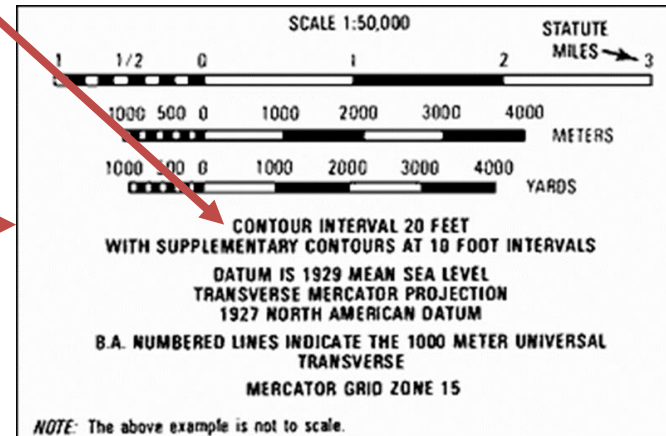 SCALE 1:50,000
STATUTE
MILES
1 1/2 0 1 2 3
1000 500 0 1000 2000 3000 4000
METERS
1000 500 0 1000 2000 3000 4000
YARDS
CONTOUR INTERVAL 20 FEET
WITH SUPPLEMENTARY CONTOURS AT 10 FOOT INTERVALS
DATUM IS 1929 MEAN SEA LEVEL
TRANSVERSE MERCATOR PROJECTION
1927 NORTH AMERICAN DATUM
B.A. NUMBERED LINES INDICATE THE 1000 METER UNIVERSAL
TRANSVERSE
MERCATOR GRID ZONE 15
NOTE: The above example is not to scale.